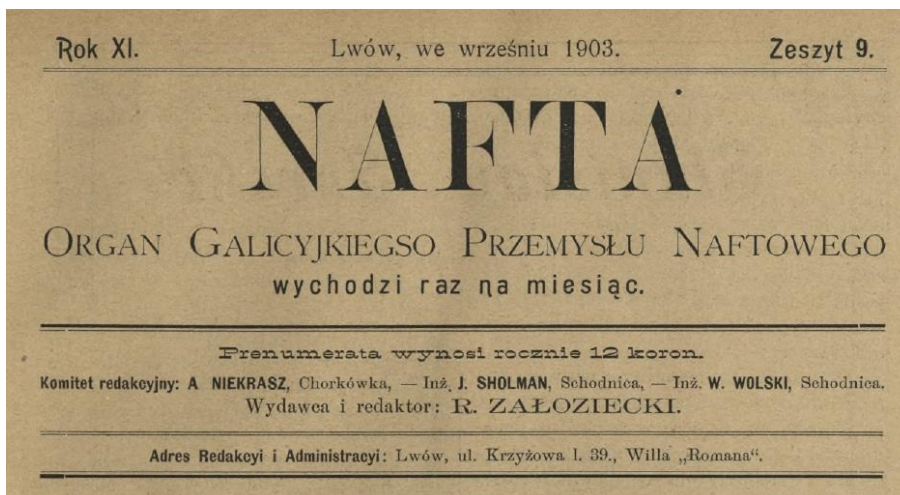 Rok XI. Lwów, we wrześniu 1903. Zeszyt 9.
NAFTA
ORGAN GALICYJKIEGSO PRZEMYSŁU NAFTOWEGO
wychodzi raz na miesiąc.
Prenumerata wynosi rocznie 12 koron.
Komitet redakcyjny: A NIEKRASZ, Chorkówka, — Inż. J. SHOLMAN, Schodnica, — Inż. W. WOLSKI, Schodnica.
Wydawca i redaktor: R. ZAŁOZIECKI.
Adres Redakcyi i Administracyi: Lwów, ul. Krzyżowa l. 39., Willa „Romana“.